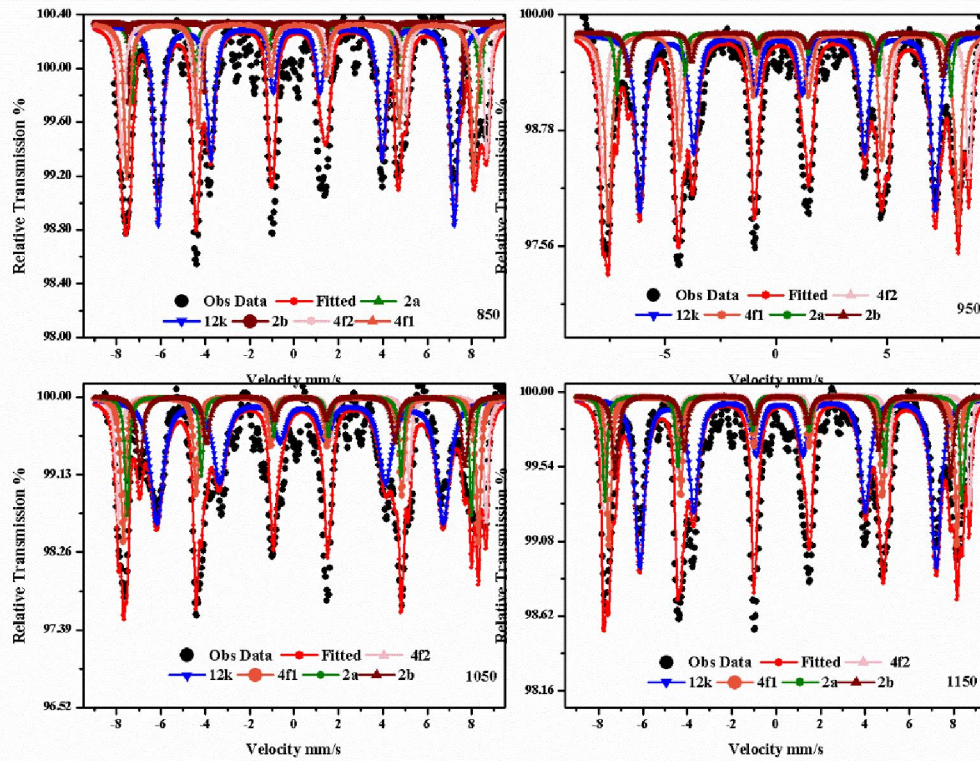 100.40
100.00
99.60
99.20
98.80
98.40
98.00
Relative Transmission %
Obs Data Fitted 2a
12k 2b 4f2 4f1
850
-8 -6 -4 -2 0 2 4 6 8
Velocity mm/s
100.00
98.78
97.56
Relative Transmission %
Obs Data Fitted 4f2
12k 4f1 2a 2b
950
-5 0 5
Velocity mm/s
100.00
99.13
98.26
97.39
96.52
Relative Transmission %
Obs Data Fitted 4f2
12k 4f1 2a 2b
1050
-8 -6 -4 -2 0 2 4 6 8
Velocity mm/s
100.00
99.54
99.08
98.62
98.16
Relative Transmission %
Obs Data Fitted 4f2
12k 4f1 2a 2b
1150
-8 -6 -4 -2 0 2 4 6 8
Velocity mm/s